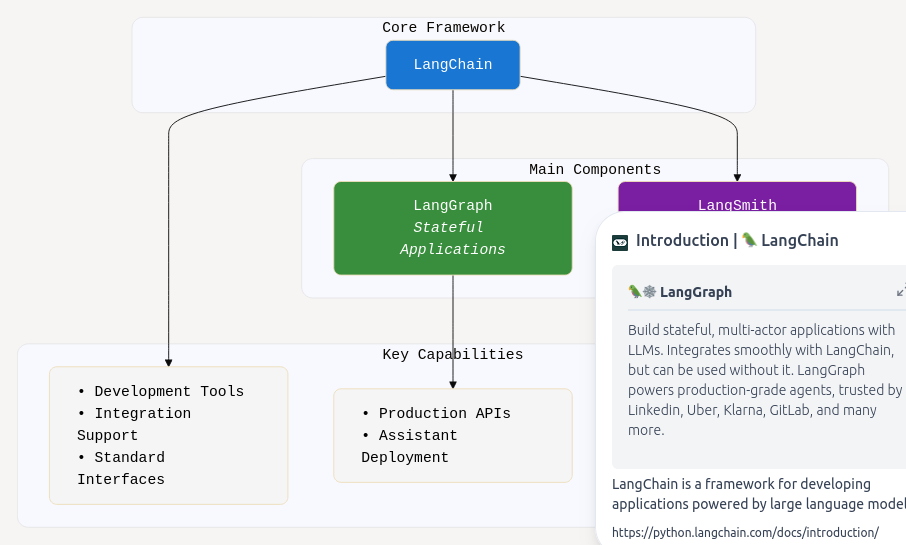 Core Framework
LangChain
Main Components
LangGraph
Stateful
Applications
LangSmith
Key Capabilities
• Development Tools
• Integration
Support
• Standard
Interfaces
• Production APIs
• Assistant
Deployment
Introduction | 🦜 LangChain
🦜🕸 LangGraph
Build stateful, multi-actor applications with
LLMs. Integrates smoothly with LangChain,
but can be used without it. LangGraph
powers production-grade agents, trusted by
Linkedin, Uber, Klarna, GitLab, and many
more.
LangChain is a framework for developing
applications powered by large language model
https://python.langchain.com/docs/introduction/